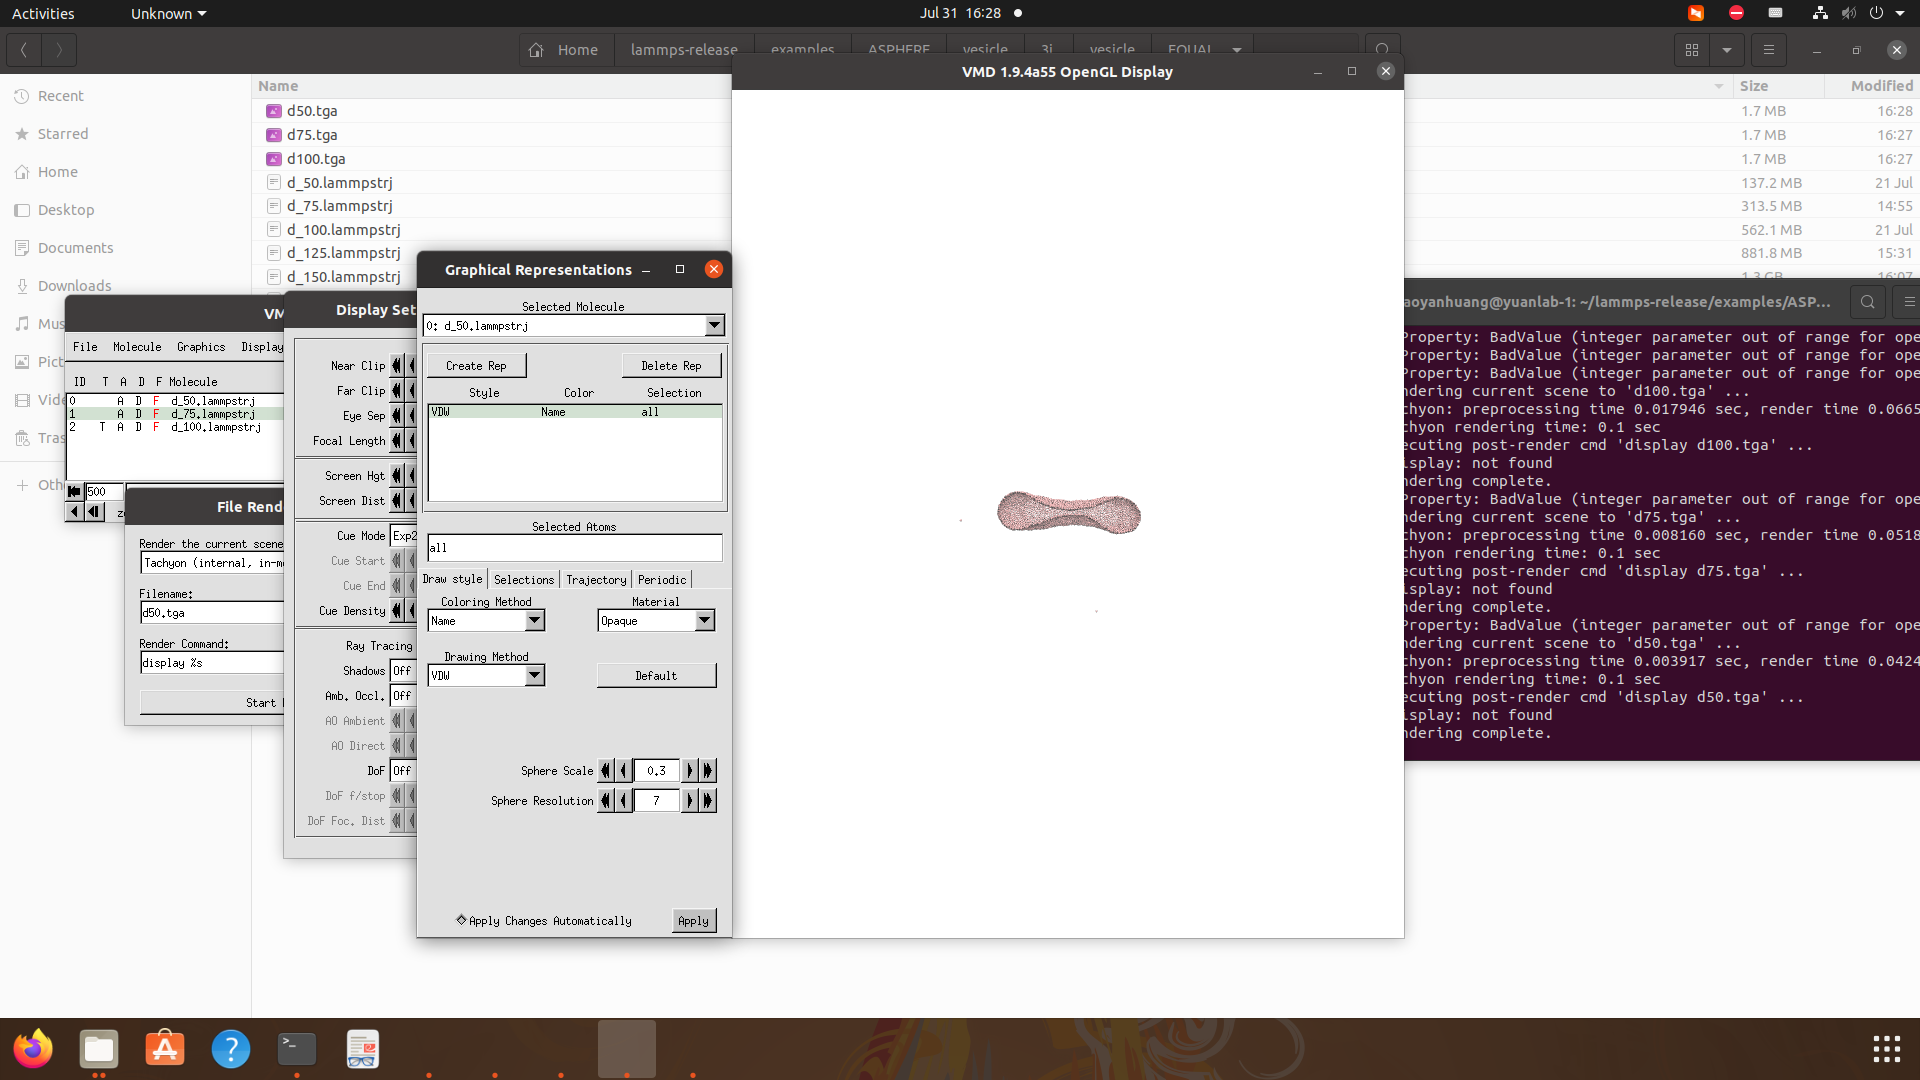 Activities
Unknown
Jul 31 16:28
Home
lammps-release
examples
ASPHERE
vesicle
3i
vesicle
EQUAL
Name
Size
Modified
Recent
Starred
Home
Desktop
Documents
Downloads
Mus
Pict
Vide
Tras
Oth
d50.tga 1.7 MB 16:28
d75.tga 1.7 MB 16:27
d100.tga 1.7 MB 16:27
d_50.lammpstrj 137.2 MB 21 Jul
d_75.lammpstrj 313.5 MB 14:55
d_100.lammpstrj 562.1 MB 21 Jul
d_125.lammpstrj 881.8 MB 15:31
d_150.lammpstrj 1.3 GB 16:07
VMD 1.9.4a55 OpenGL Display
VM
File Molecule Graphics Display
ID T A D F Molecule
0 A D F d_50.lammpstrj
1 A D F d_75.lammpstrj
2 T A D F d_100.lammpstrj
500
zo
File Rend
Render the current scene
Tachyon (internal, in-me
Filename:
d50.tga
Render Command:
display %s
Start
Display Set
Near Clip
Far Clip
Eye Sep
Focal Length
Screen Hgt
Screen Dist
Cue Mode Exp2
Cue Start
Cue End
Cue Density
Ray Tracing
Shadows Off
Amb. Occl. Off
AO Ambient
AO Direct
DoF Off
DoF f/stop
DoF Foc. Dist
Graphical Representations
Selected Molecule
0: d_50.lammpstrj
Create Rep
Delete Rep
Style Color Selection
VDW Name all
Selected Atoms
all
Draw style Selections Trajectory Periodic
Coloring Method Material
Name Opaque
Drawing Method
VDW Default
Sphere Scale 0.3
Sphere Resolution 7
Apply Changes Automatically Apply
aoyanhuang@yuanlab-1: ~/lammps-release/examples/ASP...
Property: BadValue (integer parameter out of range for ope
Property: BadValue (integer parameter out of range for ope
Property: BadValue (integer parameter out of range for ope
ndering current scene to 'd100.tga' ...
chyon: preprocessing time 0.017946 sec, render time 0.0665
chyon rendering time: 0.1 sec
ecuting post-render cmd 'display d100.tga' ...
isplay: not found
ndering complete.
Property: BadValue (integer parameter out of range for ope
ndering current scene to 'd75.tga' ...
chyon: preprocessing time 0.008160 sec, render time 0.0518
chyon rendering time: 0.1 sec
ecuting post-render cmd 'display d75.tga' ...
isplay: not found
ndering complete.
Property: BadValue (integer parameter out of range for ope
ndering current scene to 'd50.tga' ...
chyon: preprocessing time 0.003917 sec, render time 0.0424
chyon rendering time: 0.1 sec
ecuting post-render cmd 'display d50.tga' ...
isplay: not found
ndering complete.